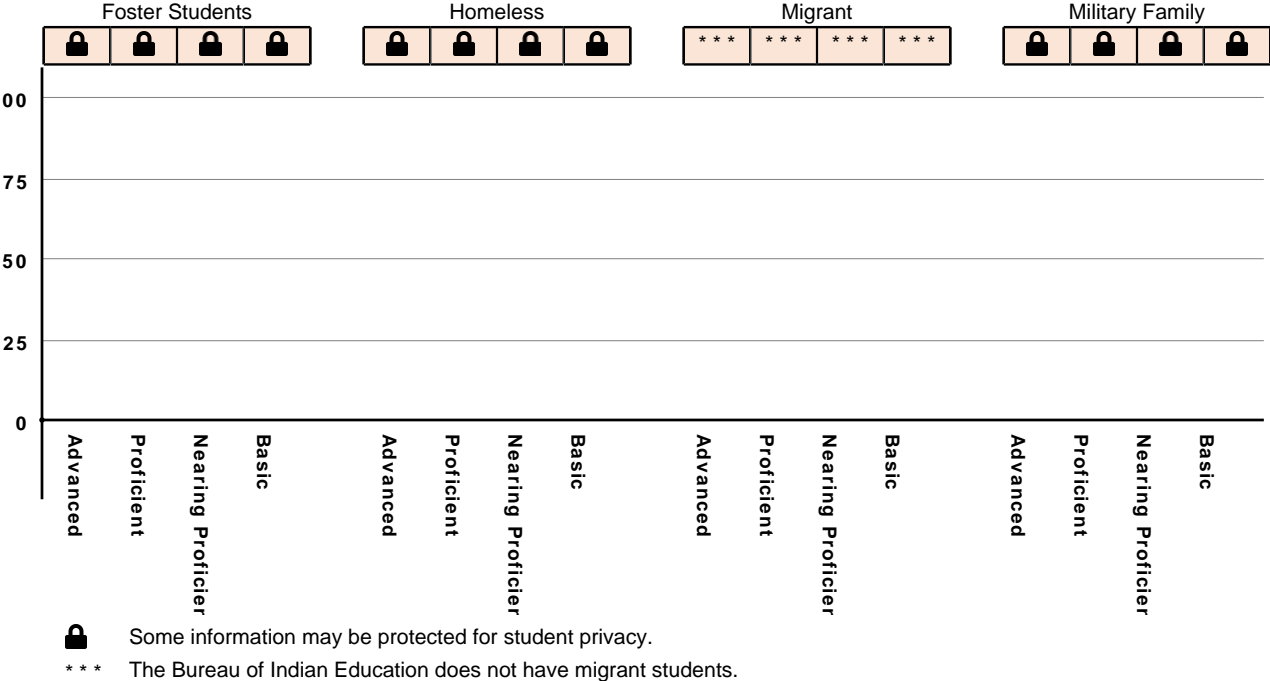 Foster Students Homeless Migrant Military Family
* * * * * * * * * * * *
00
75
50
25
0
Advanced Proficient Nearing Proficier Basic Advanced Proficient Nearing Proficier Basic Advanced Proficient Nearing Proficier Basic Advanced Proficient Nearing Proficier Basic
Some information may be protected for student privacy.
* * * The Bureau of Indian Education does not have migrant students.